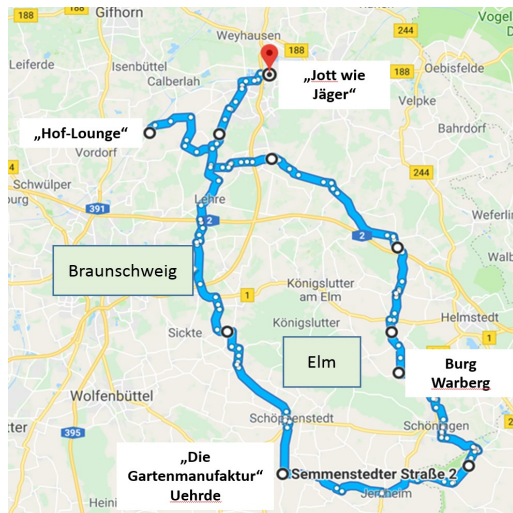 188
Gifhorn
Weyhausen
188
244
Vogel
Leiferde
Isenbüttel
Calberlah
„Jott wie
Jäger“
188
Oebisfelde
Velpke
„Hof-Lounge“
Vordorf
Bahrdorf
Schwülper
244
391
Lehre
2
2
Weferlin
Braunschweig
Königslutter
am Elm
1
Helmstedt
Königslutter
Sickte
1
Elm
Burg
Warberg
Wolfenbüttel
395
Schöppenstedt
Schöningen
„Die
Gartenmanufaktur“
Uehrde
Semmenstedter Straße 2
Jerxheim
Heini